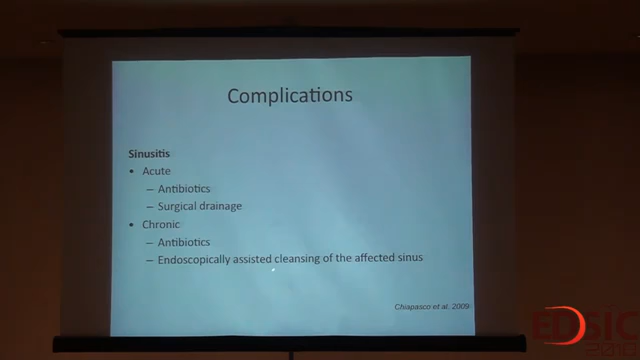 Complications
Sinusitis
• Acute
– Antibiotics
– Surgical drainage
• Chronic
– Antibiotics
– Endoscopically assisted cleansing of the affected sinus
Chiapasco et al. 2009
EDSIC